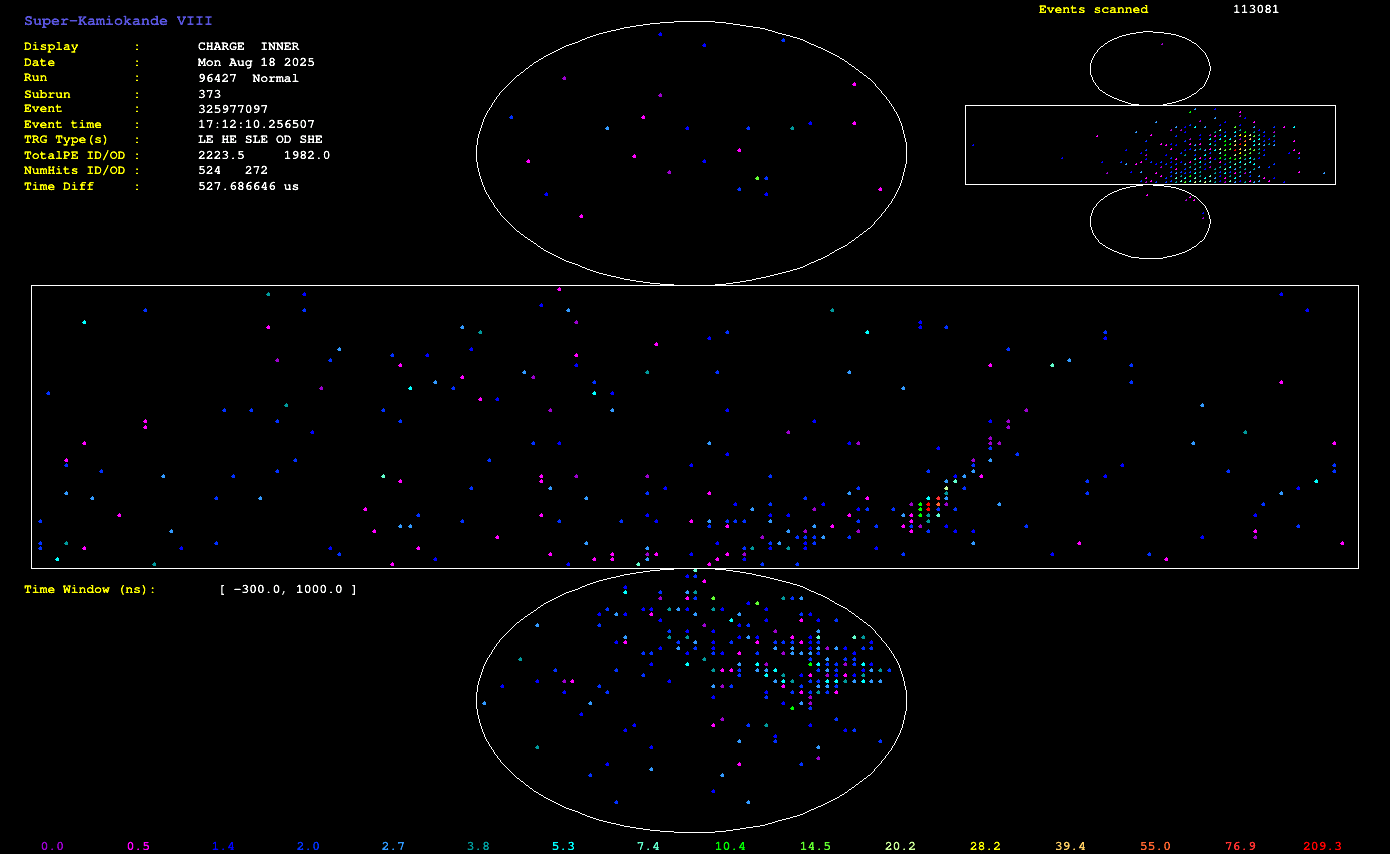 Super-Kamiokande VIII
Events scanned 113081
Display : CHARGE INNER
Date : Mon Aug 18 2025
Run : 96427 Normal
Subrun : 373
Event : 325977097
Event time : 17:12:10.256507
TRG Type(s) : LE HE SLE OD SHE
TotalPE ID/OD : 2223.5 1982.0
NumHits ID/OD : 524 272
Time Diff : 527.686646 us
Time Window (ns): [ -300.0, 1000.0 ]
0.0 0.5 1.4 2.0 2.7 3.8 5.3 7.4 10.4 14.5 20.2 28.2 39.4 55.0 76.9 209.3